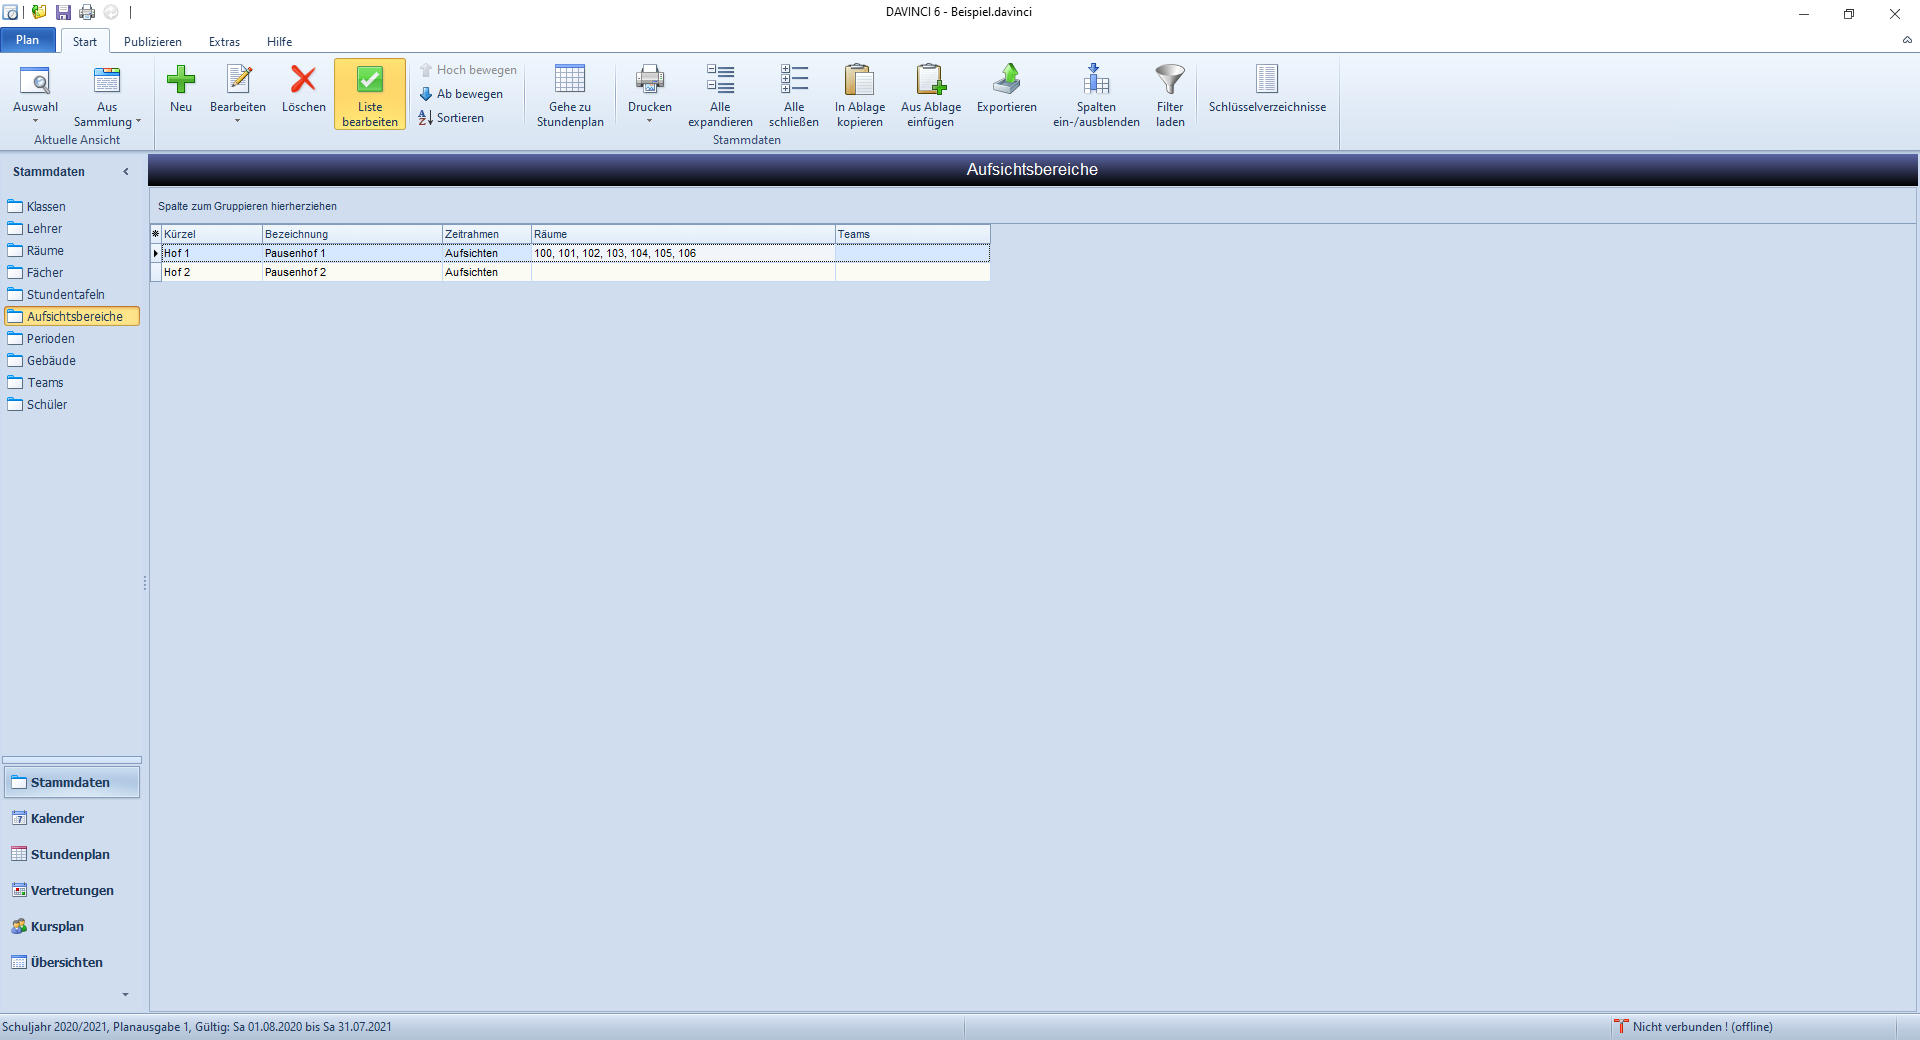 DAVINCI 6 - Beispiel.davinci
Plan
Start
Publizieren
Extras
Hilfe
Auswahl
Aus
Sammlung
Aktuelle Ansicht
Neu
Bearbeiten
Löschen
Liste
bearbeiten
Hoch bewegen
Ab bewegen
Sortieren
Gehe zu
Stundenplan
Drucken
Alle
expandieren
Alle
schließen
In Ablage
kopieren
Aus Ablage
einfügen
Exportieren
Spalten
ein-/ausblenden
Filter
laden
Stammdaten
Schlüsselverzeichnisse
Stammdaten
Klassen
Lehrer
Räume
Fächer
Stundentafeln
Aufsichtsbereiche
Perioden
Gebäude
Teams
Schüler
Aufsichtsbereiche
Spalte zum Gruppieren hierherziehen
Kürzel Bezeichnung Zeitrahmen Räume Teams
Hof 1 Pausenhof 1 Aufsichten 100, 101, 102, 103, 104, 105, 106
Hof 2 Pausenhof 2 Aufsichten
Stammdaten
Kalender
Stundenplan
Vertretungen
Kursplan
Übersichten
Schuljahr 2020/2021, Planausgabe 1, Gültig: Sa 01.08.2020 bis Sa 31.07.2021
Nicht verbunden ! (offline)